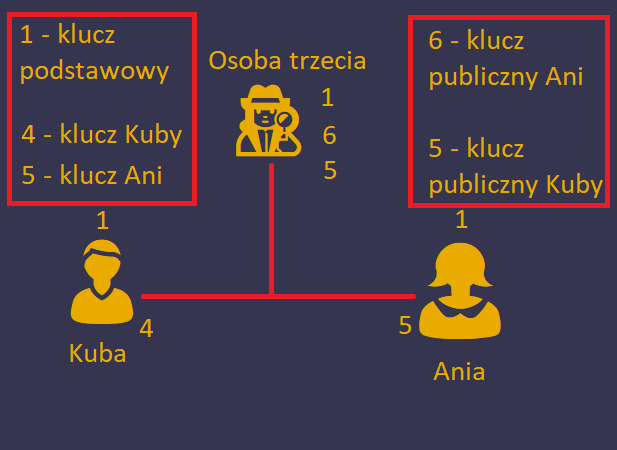 1 - klucz
podstawowy
4 - klucz Kuby
5 - klucz Ani
Osoba trzecia
1
6
5
6 - klucz
publiczny Ani
5 - klucz
publiczny Kuby
1
1
4
5
Kuba
Ania